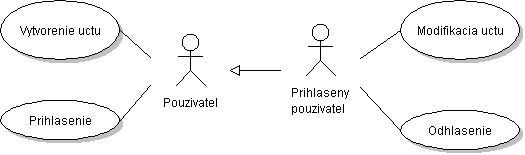 Vytvorenie uctu
Modifikacia uctu
Pouzivatel
Prihlaseny
pouzivatel
Prihlasenie
Odhlasenie